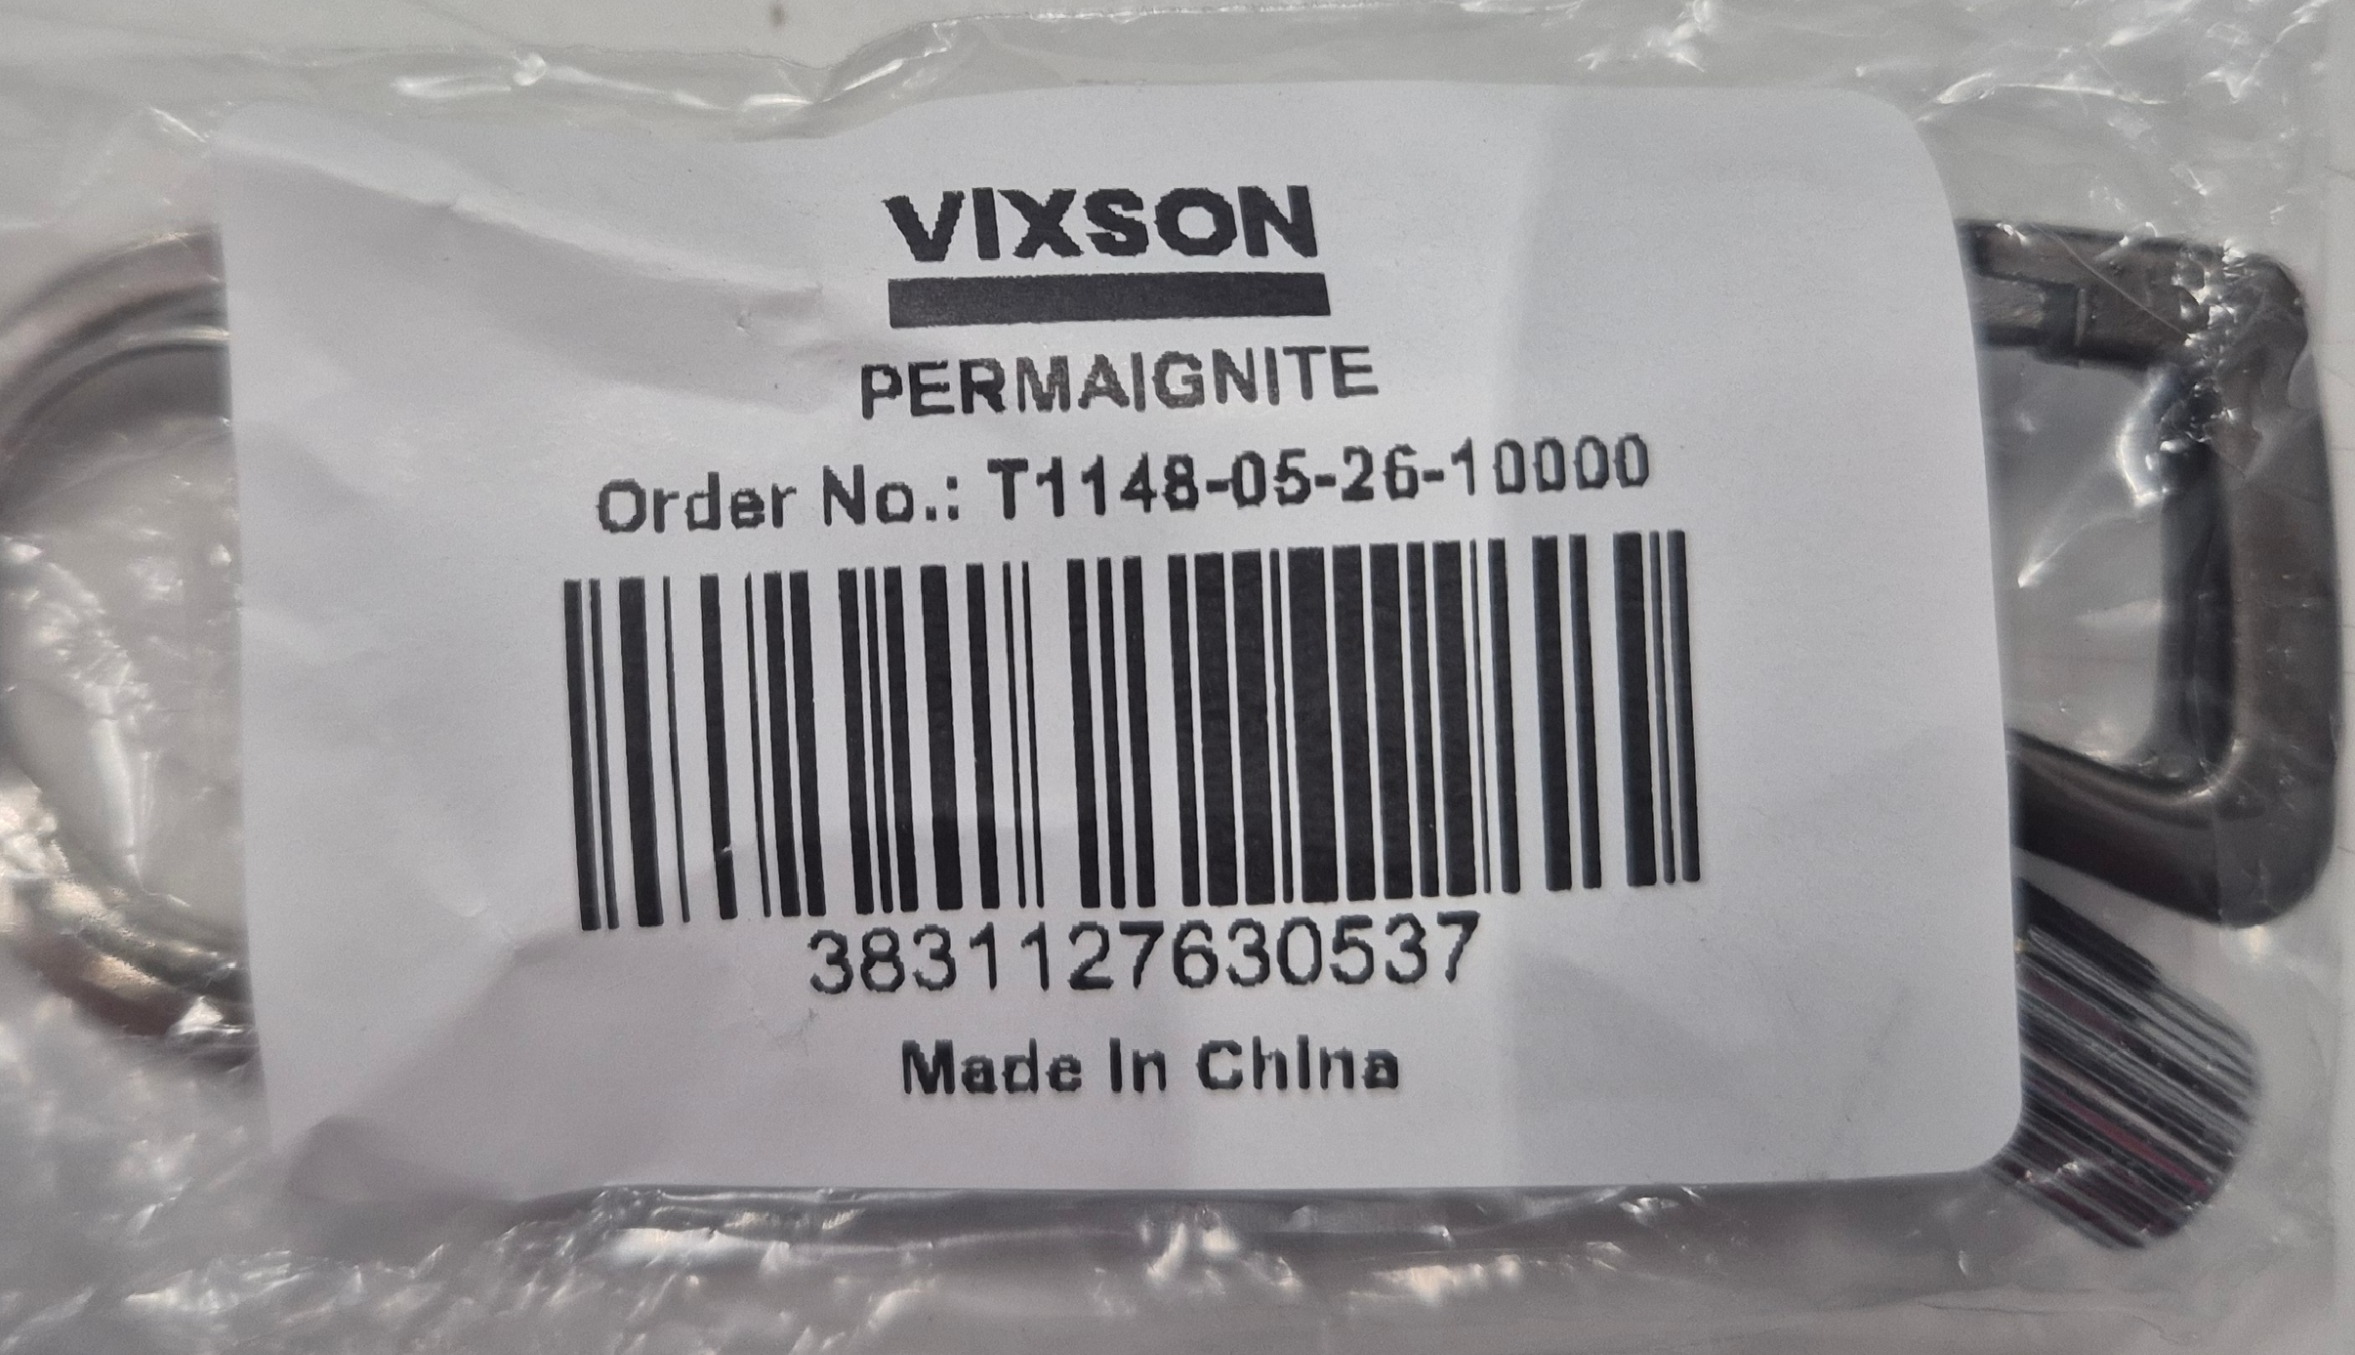 VIXSON
PERMAIGNITE
Order No.: T1148-05-26-10000
3831127630537
Made In ChIna